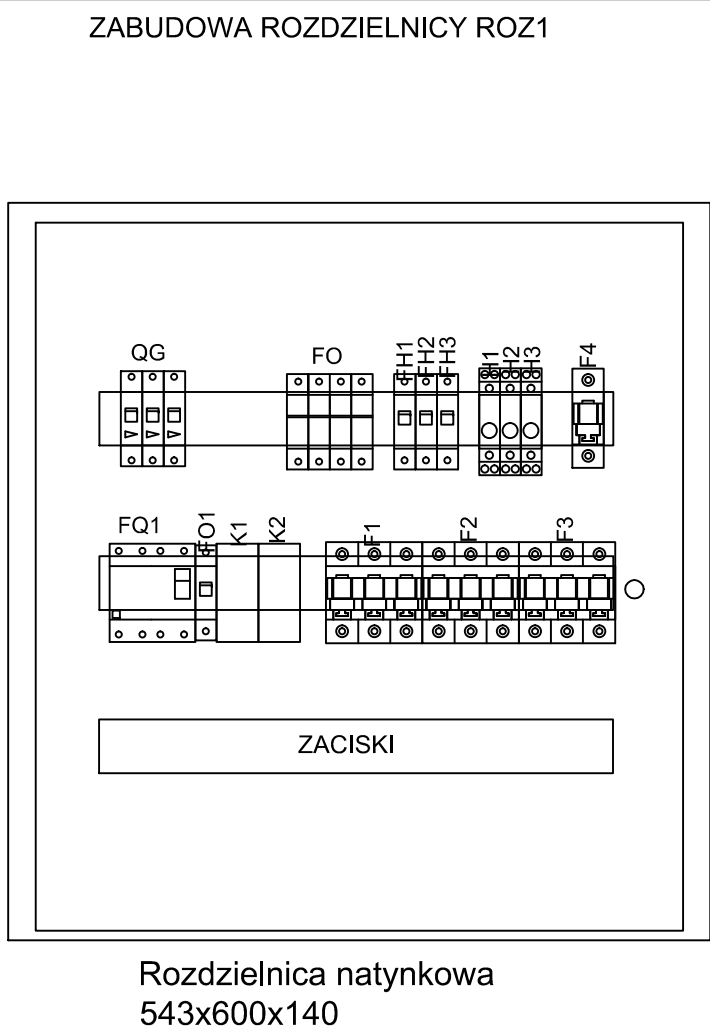 ZABUDOWA ROZDZIELNICY ROZ1
QG
FO
FH1
FH2
FH3
H1
H2
H3
F4
FQ1
FO1
K1
K2
F1
F2
F3
ZACISKI
Rozdzielnica natynkowa
543x600x140